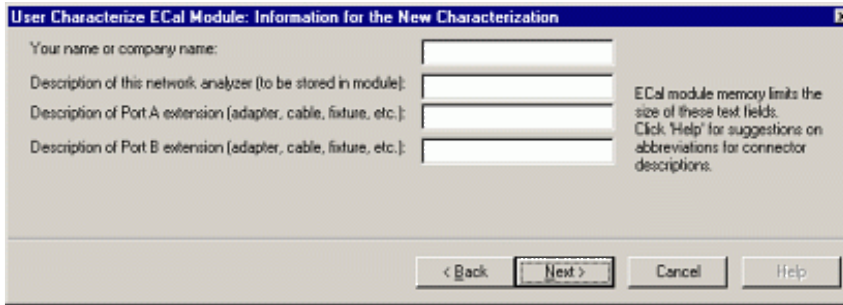 User Characterize ECal Module: Information for the New Characterization
Your name or company name:
Description of this network analyzer (to be stored in module):
Description of Port A extension (adapter, cable, fixture, etc.):
Description of Port B extension (adapter, cable, fixture, etc.):
ECal module memory limits the
size of these text fields.
Click 'Help' for suggestions on
abbreviations for connector
descriptions.
< Back
Next >
Cancel
Help